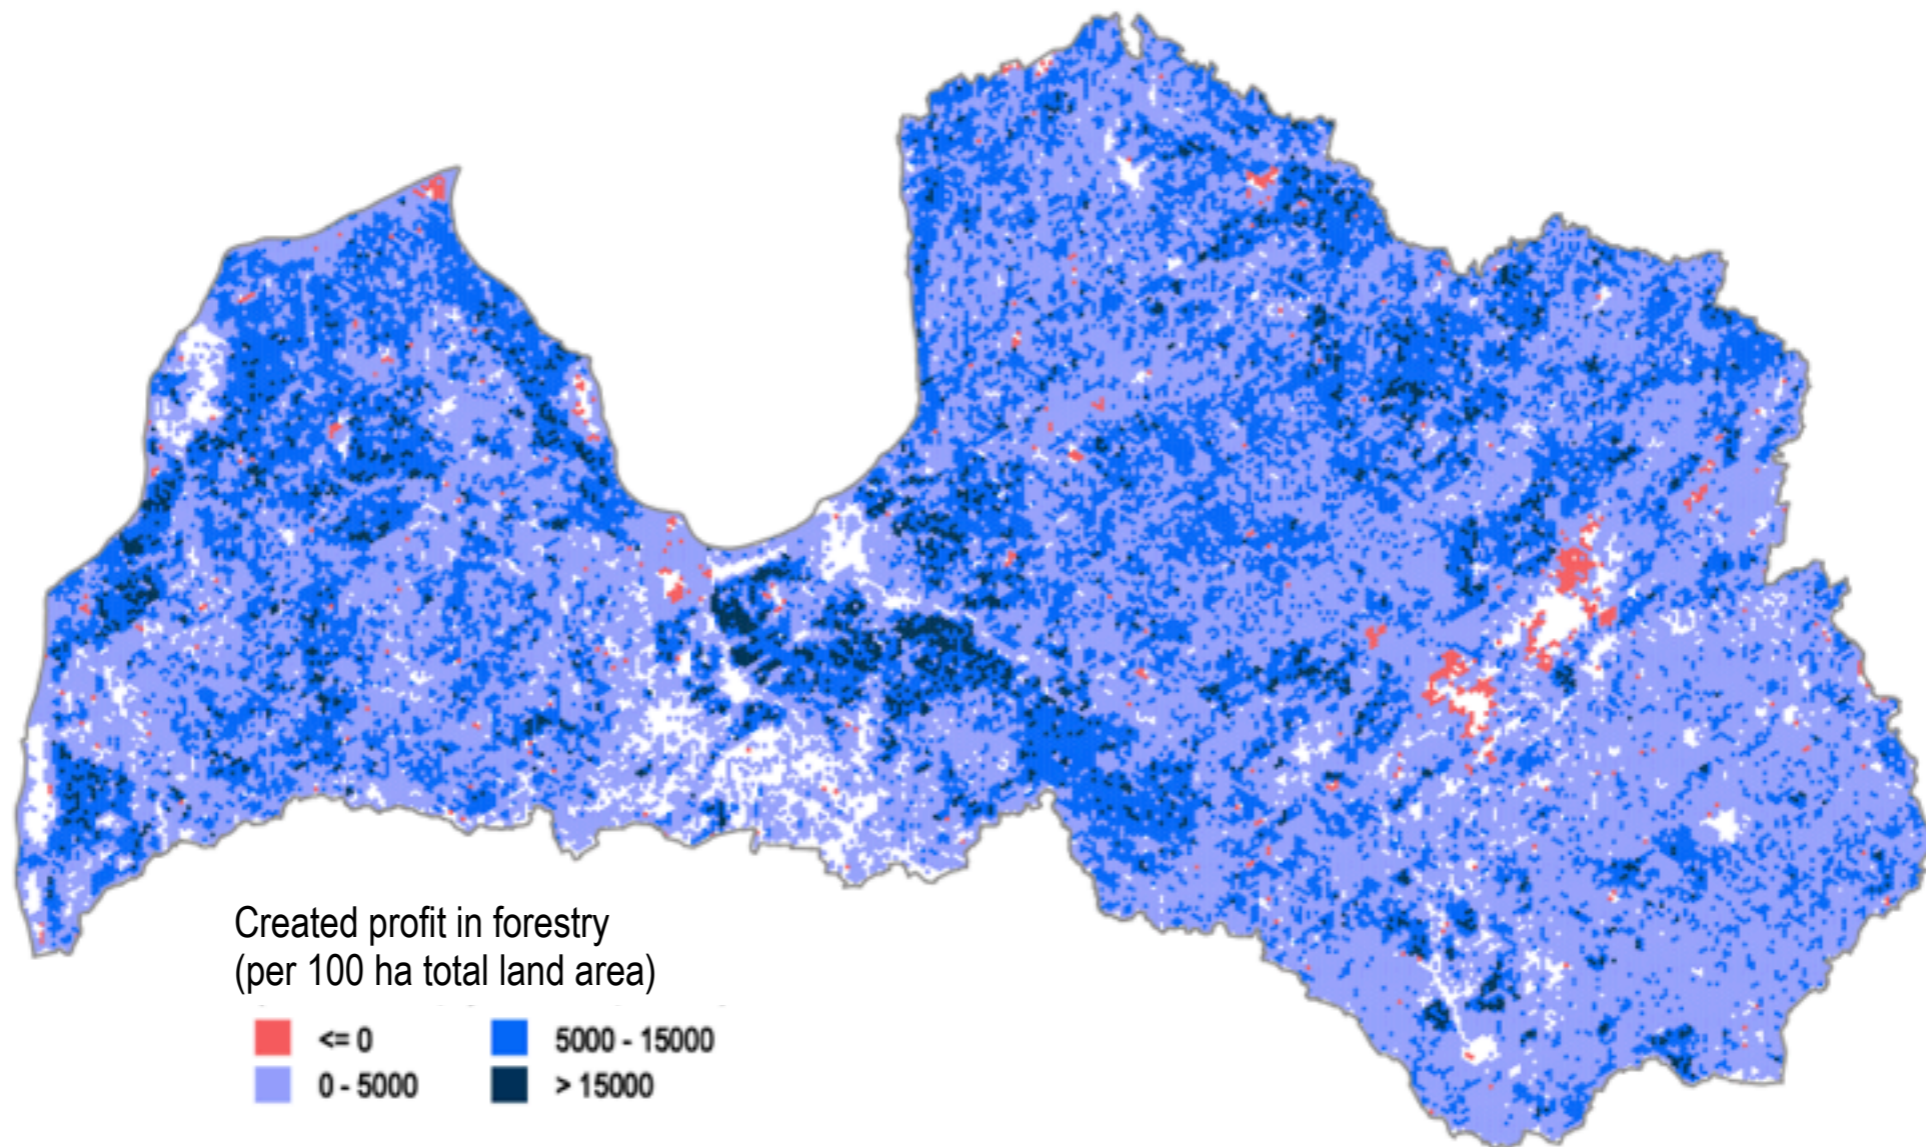 Created profit in forestry
(per 100 ha total land area)
<= 0
5000 - 15000
0 - 5000
> 15000